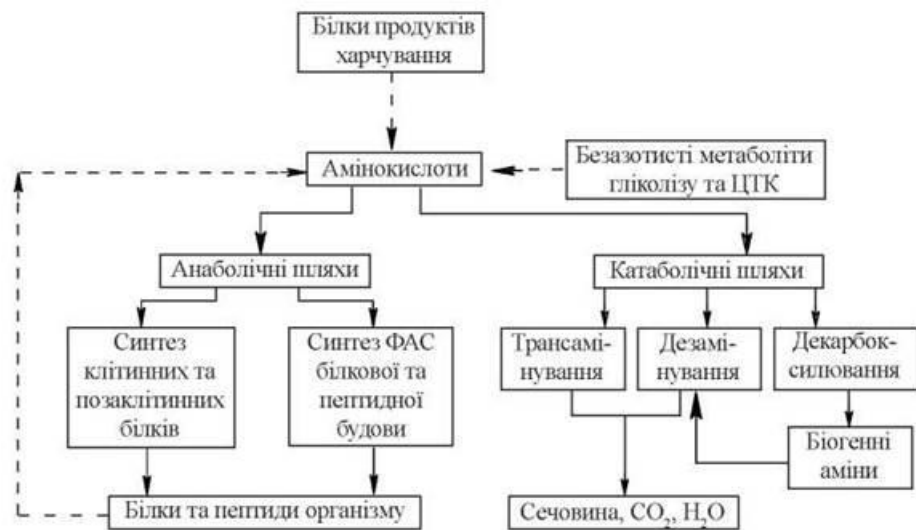 Білки продуктів
харчування
Амінокислоти
Безазотисті метаболіти
гліколізу та ЦТК
Анаболічні шляхи
Катаболічні шляхи
Синтез
клітинних та
позаклітинних
білків
Синтез ФАС
білкової та
пептидної
будови
Трансамі-
нування
Дезамі-
нування
Декарбок-
силювання
Біогенні
аміни
Білки та пептиди організму
Сечовина, CO₂, H₂O